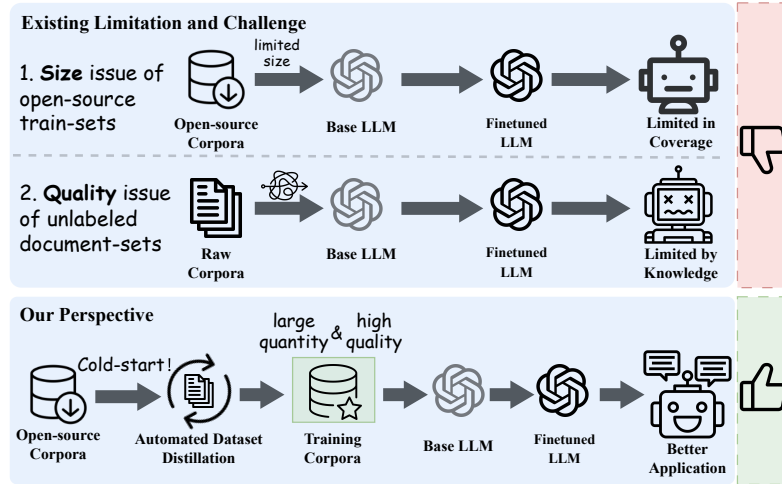 Existing Limitation and Challenge
1. Size issue of
open-source
train-sets
limited
size
Open-source
Corpora
Base LLM
Finetuned
LLM
Limited in
Coverage
2. Quality issue
of unlabeled
document-sets
Raw
Corpora
Base LLM
Finetuned
LLM
Limited by
Knowledge
Our Perspective
Cold-start!
large
quantity
&
high
quality
Open-source
Corpora
Automated Dataset
Distillation
Training
Corpora
Base LLM
Finetuned
LLM
Better
Application